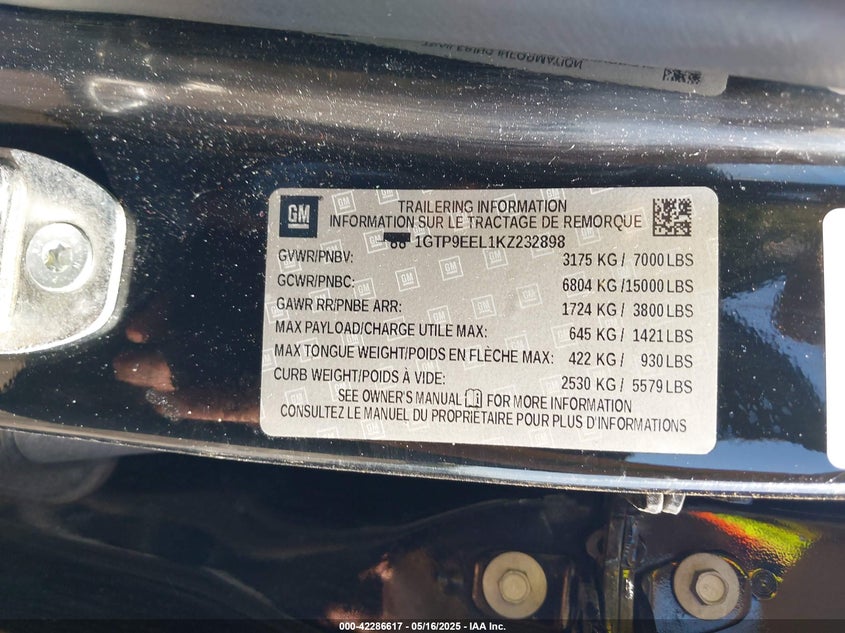 TRAILERING INFORMATION
GM
TRAILERING INFORMATION
INFORMATION SUR LE TRACTAGE DE REMORQUE
1GTP9EEL1KZ232898
GVWR/PNBV: 3175 KG / 7000 LBS
GCWR/PNBC: 6804 KG /15000 LBS
GAWR RR/PNBE ARR: 1724 KG / 3800 LBS
MAX PAYLOAD/CHARGE UTILE MAX: 645 KG / 1421 LBS
MAX TONGUE WEIGHT/POIDS EN FLÈCHE MAX: 422 KG / 930 LBS
CURB WEIGHT/POIDS À VIDE: 2530 KG / 5579 LBS
SEE OWNER'S MANUAL FOR MORE INFORMATION
CONSULTEZ LE MANUEL DU PROPRIÉTAIRE POUR PLUS D'INFORMATIONS
000-42286617 - 05/16/2025 - IAA Inc.